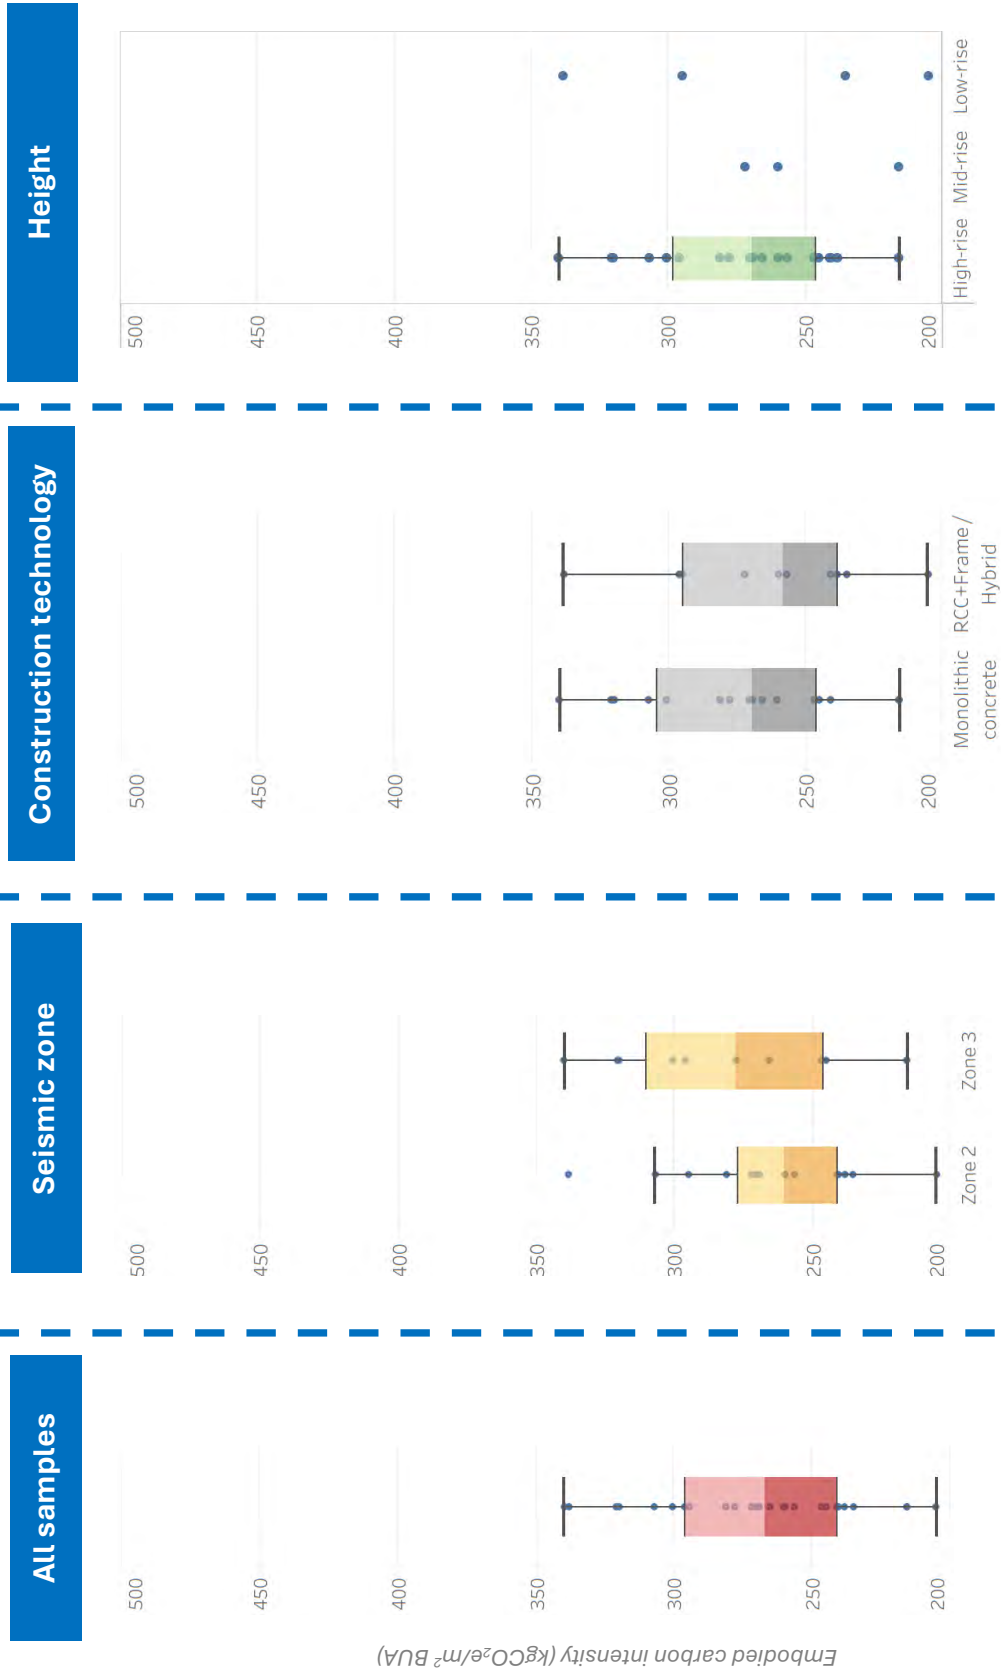 All samples
Seismic zone
Construction technology
Height
Embodied carbon intensity (kgCO₂e/m² BUA)
500
450
400
350
300
250
200
500
450
400
350
300
250
200
Zone 2
Zone 3
500
450
400
350
300
250
200
Monolithic
concrete
RCC+Frame /
Hybrid
500
450
400
350
300
250
200
High-rise
Mid-rise
Low-rise